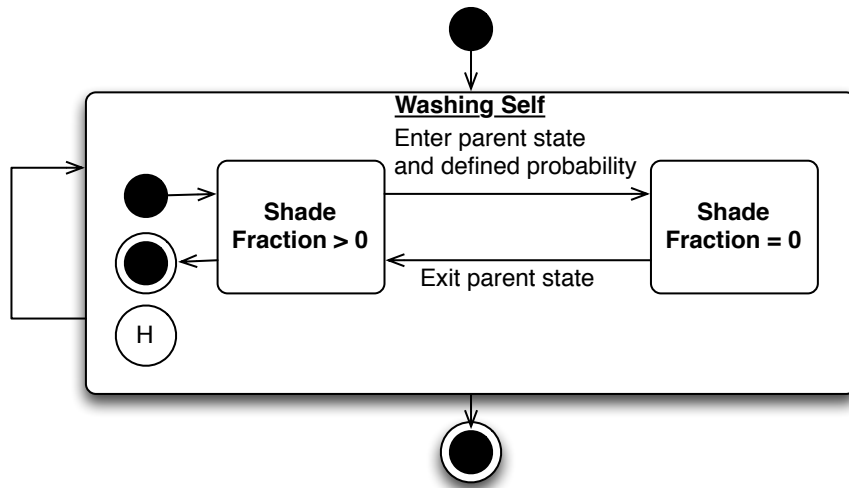 Washing Self
Enter parent state
and defined probability
Shade
Fraction > 0
Shade
Fraction = 0
Exit parent state
H